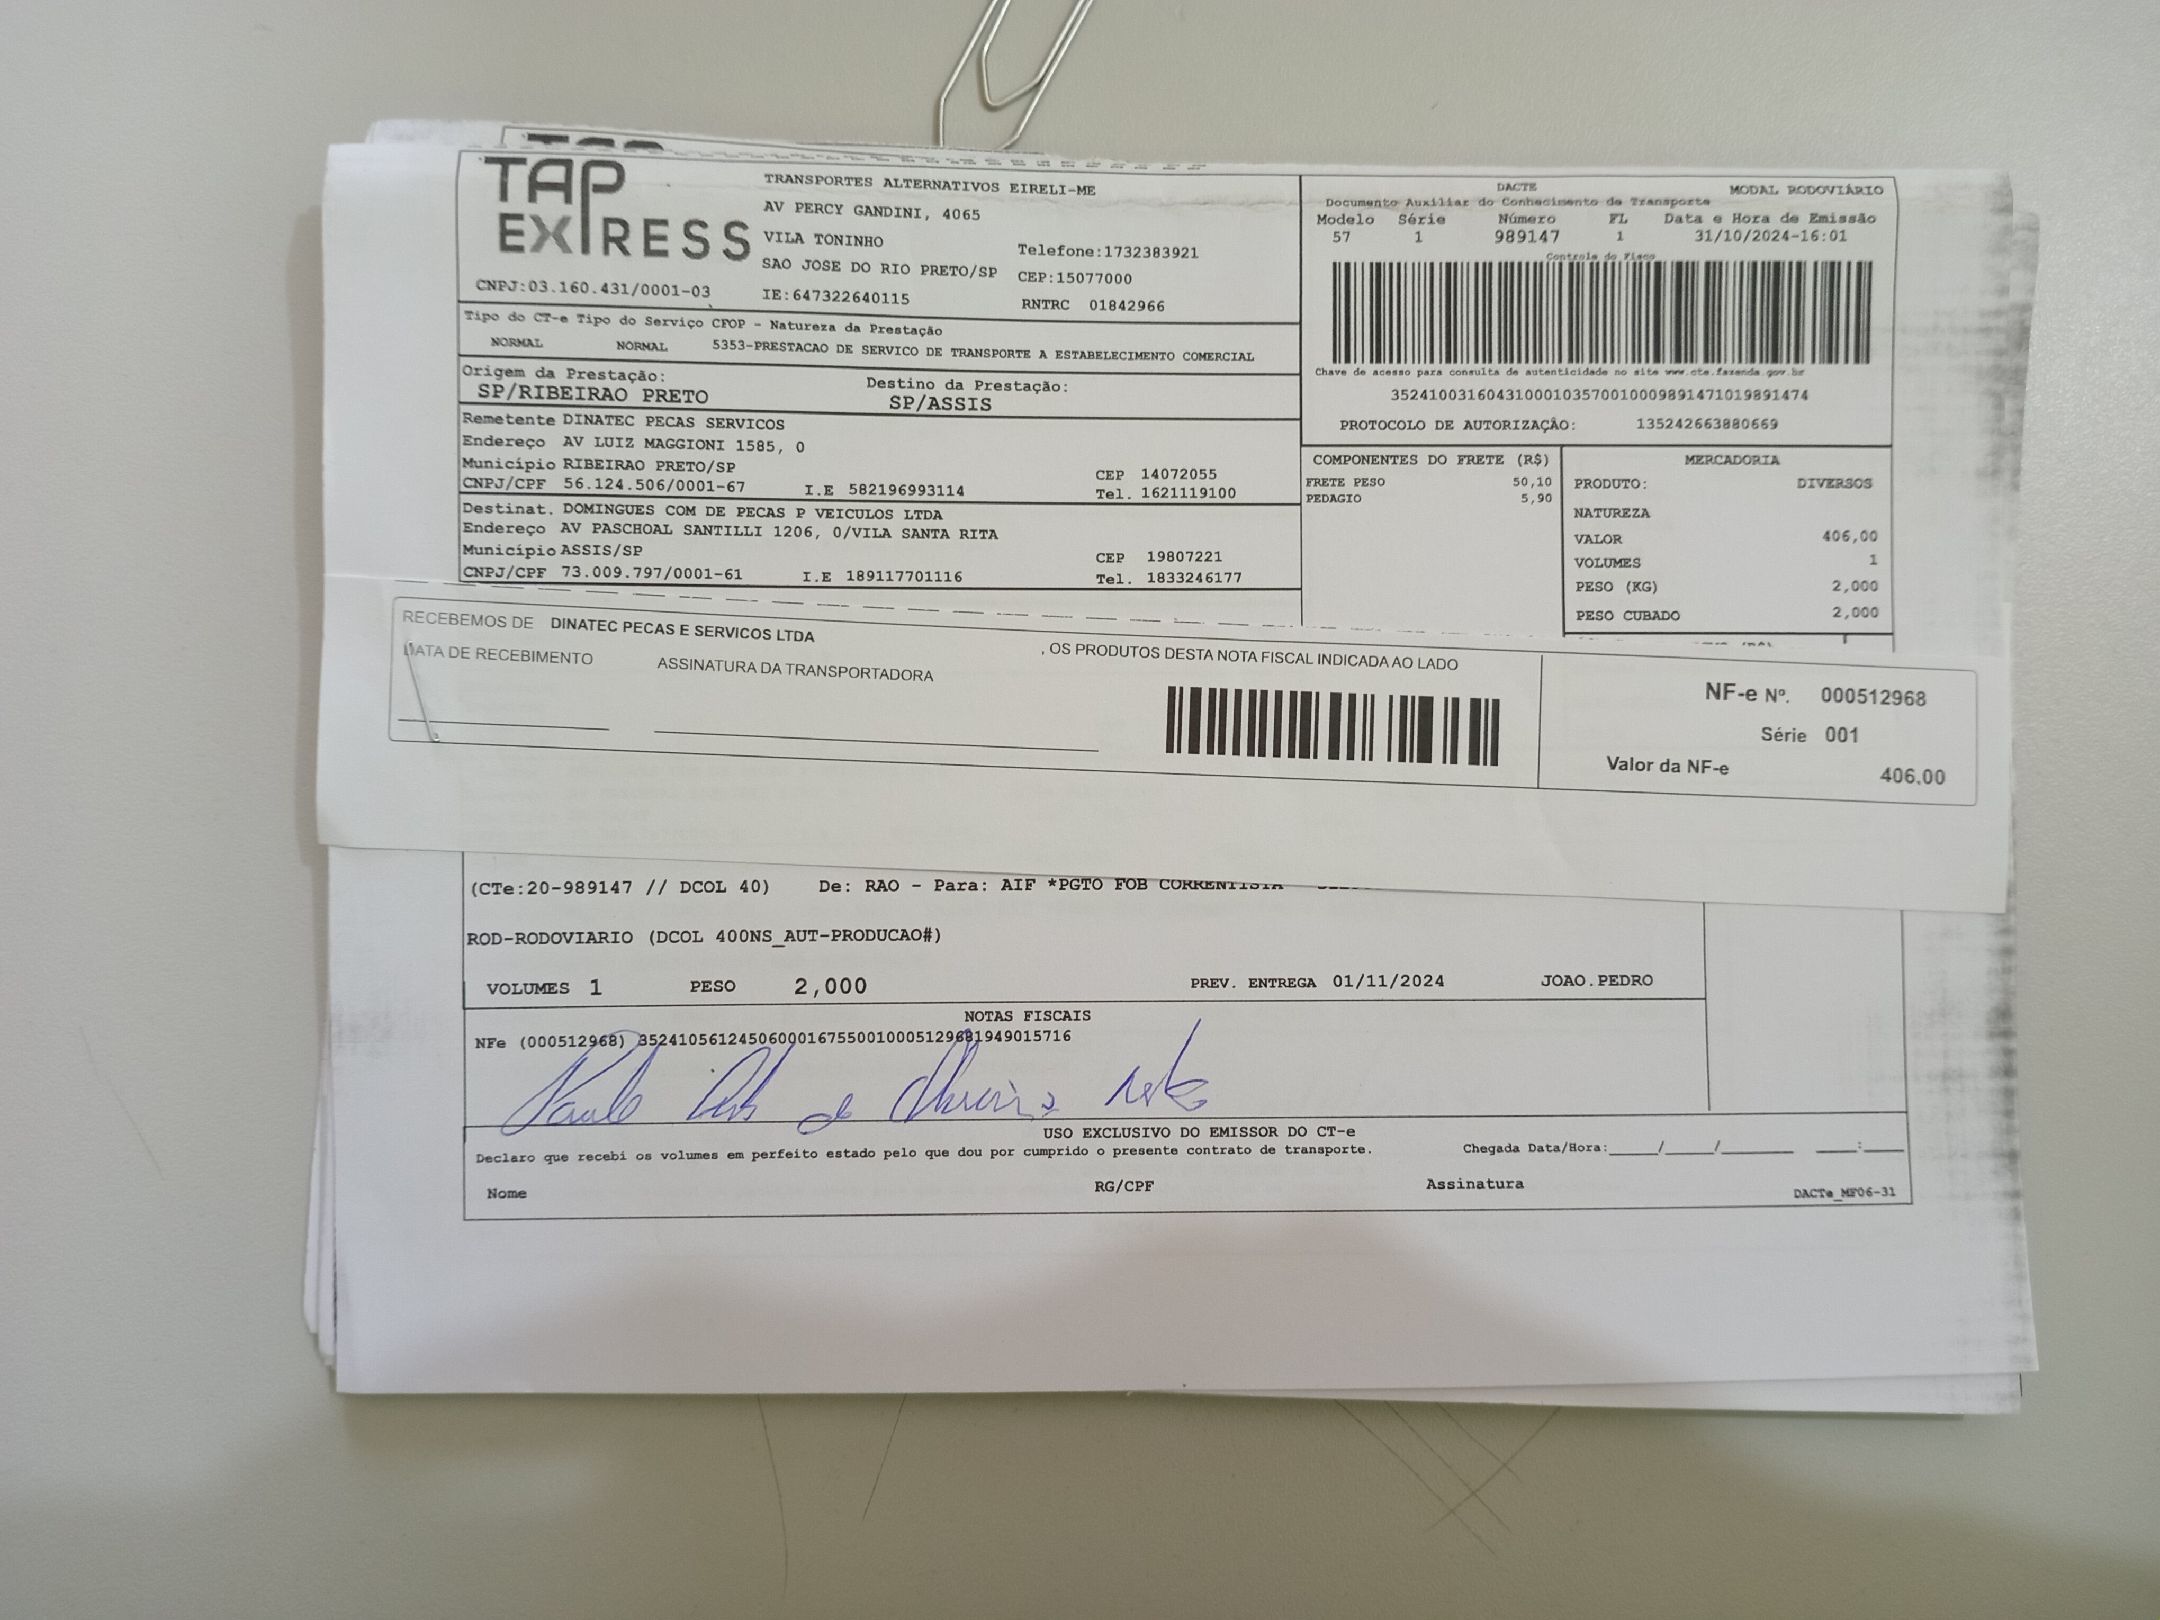 TAP EXPRESS
TRANSPORTES ALTERNATIVOS EIRELI-ME
AV PERCY GANDINI, 4065
VILA TONINHO Telefone:1732383921
SAO JOSE DO RIO PRETO/SP CEP:15077000
CNPJ:03.160.431/0001-03 IE:647322640115 RNTRC 01842966
DACTE MODAL RODOVIÁRIO
Documento Auxiliar do Conhecimento de Transporte
Modelo Série Número FL Data e Hora de Emissão
57 1 989147 1 31/10/2024-16:01
Controle do Fisco
Chave de acesso para consulta de autenticidade no site www.cte.fazenda.gov.br
35241003160431000103570010009891471019891474
PROTOCOLO DE AUTORIZAÇÂO: 135242663880669
Tipo do CT-e Tipo do Serviço CFOP - Natureza da Prestação
NORMAL NORMAL 5353-PRESTACAO DE SERVICO DE TRANSPORTE A ESTABELECIMENTO COMERCIAL
Origem da Prestação: Destino da Prestação:
SP/RIBEIRAO PRETO SP/ASSIS
Remetente DINATEC PECAS SERVICOS
Endereço AV LUIZ MAGGIONI 1585, 0
Município RIBEIRAO PRETO/SP CEP 14072055
CNPJ/CPF 56.124.506/0001-67 I.E 582196993114 Tel. 1621119100
Destinat. DOMINGUES COM DE PECAS P VEICULOS LTDA
Endereço AV PASCHOAL SANTILLI 1206, 0/VILA SANTA RITA
Município ASSIS/SP CEP 19807221
CNPJ/CPF 73.009.797/0001-61 I.E 189117701116 Tel. 1833246177
COMPONENTES DO FRETE (R$)
FRETE PESO 50,10
PEDAGIO 5,90
MERCADORIA
PRODUTO: DIVERSOS
NATUREZA
VALOR 406,00
VOLUMES 1
PESO (KG) 2,000
PESO CUBADO 2,000
RECEBEMOS DE DINATEC PECAS E SERVICOS LTDA , OS PRODUTOS DESTA NOTA FISCAL INDICADA AO LADO
DATA DE RECEBIMENTO ASSINATURA DA TRANSPORTADORA
NF-e Nº. 000512968
Série 001
Valor da NF-e 406,00
(CTe:20-989147 // DCOL 40) De: RAO - Para: AIF *PGTO FOB CORRENTISTA
ROD-RODOVIARIO (DCOL 400NS_AUT-PRODUCAO#)
VOLUMES 1 PESO 2,000 PREV. ENTREGA 01/11/2024 JOAO.PEDRO
NOTAS FISCAIS
NFe (000512968) 35241056124506000167550010005129681949015716
de Oliveira
USO EXCLUSIVO DO EMISSOR DO CT-e
Declaro que recebi os volumes em perfeito estado pelo que dou por cumprido o presente contrato de transporte. Chegada Data/Hora:____/____/______ ___:___
Nome RG/CPF Assinatura DACTe_MF06-31